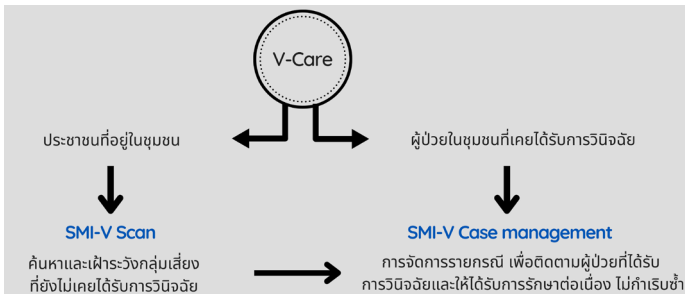 V-Care
ประชาชนที่อยู่ในชุมชน
ผู้ป่วยในชุมชนที่เคยได้รับการวินิจฉัย
SMI-V Scan
ค้นหาและเฝ้าระวังกลุ่มเสี่ยง
ที่ยังไม่เคยได้รับการวินิจฉัย
SMI-V Case management
การจัดการรายกรณี เพื่อติดตามผู้ป่วยที่ได้รับ
การวินิจฉัยและให้ได้รับการรักษาต่อเนื่อง ไม่กำเริบซ้ำ